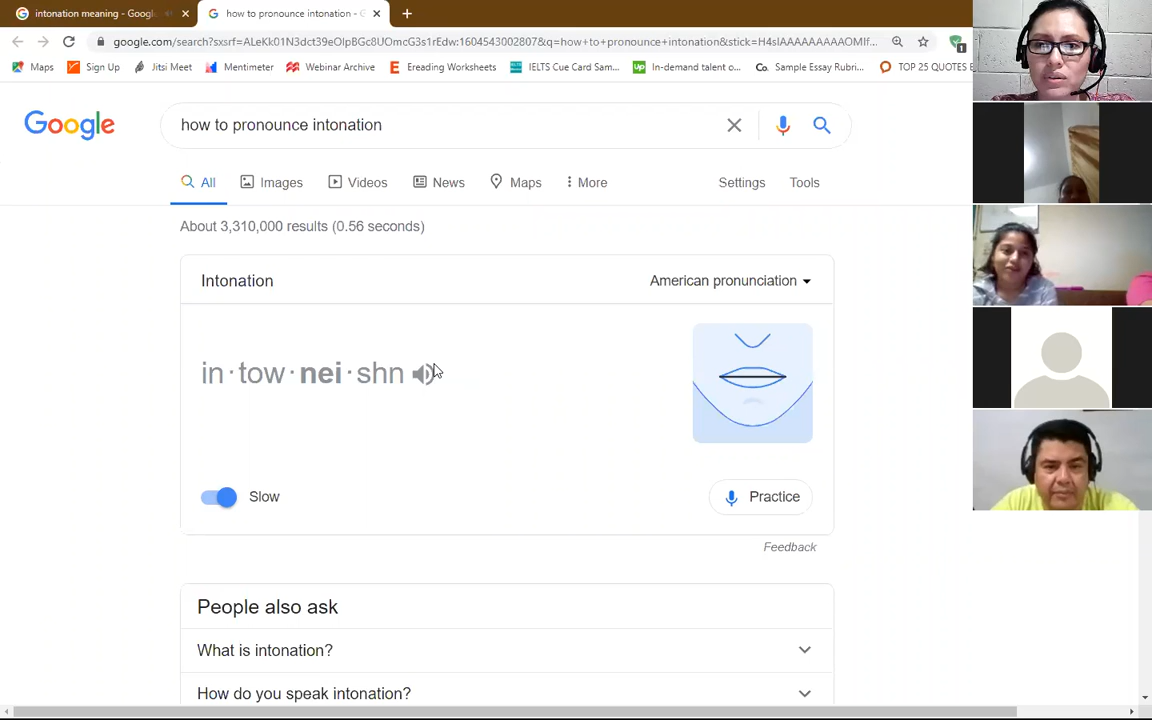 intonation meaning - Googl
how to pronounce intonation - G
google.com/search?sxsrf=ALeKk01N3dct39eOlpBGc8UOmcG3s1rEdw:1604543002807&q=how+to+pronounce+intonation&stick=H4sIAAAAAAAAOMIf...
1
Maps
Sign Up
Jitsi Meet
Mentimeter
Webinar Archive
Ereading Worksheets
IELTS Cue Card Sam...
In-demand talent o...
Co. Sample Essay Rubri...
TOP 25 QUOTES E
Google
how to pronounce intonation
All
Images
Videos
News
Maps
More
Settings
Tools
About 3,310,000 results (0.56 seconds)
Intonation
American pronunciation
in·tow·nei·shn
Slow
Practice
Feedback
People also ask
What is intonation?
How do you speak intonation?